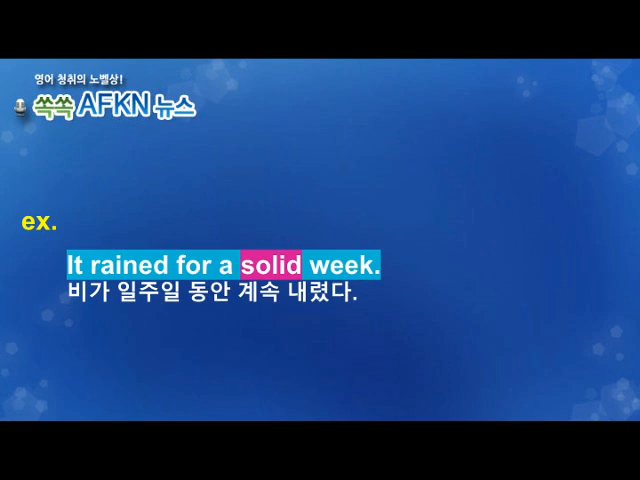 영어 청취의 노벨상!
쏙쏙 AFKN 뉴스
ex.
It rained for a solid week.
비가 일주일 동안 계속 내렸다.